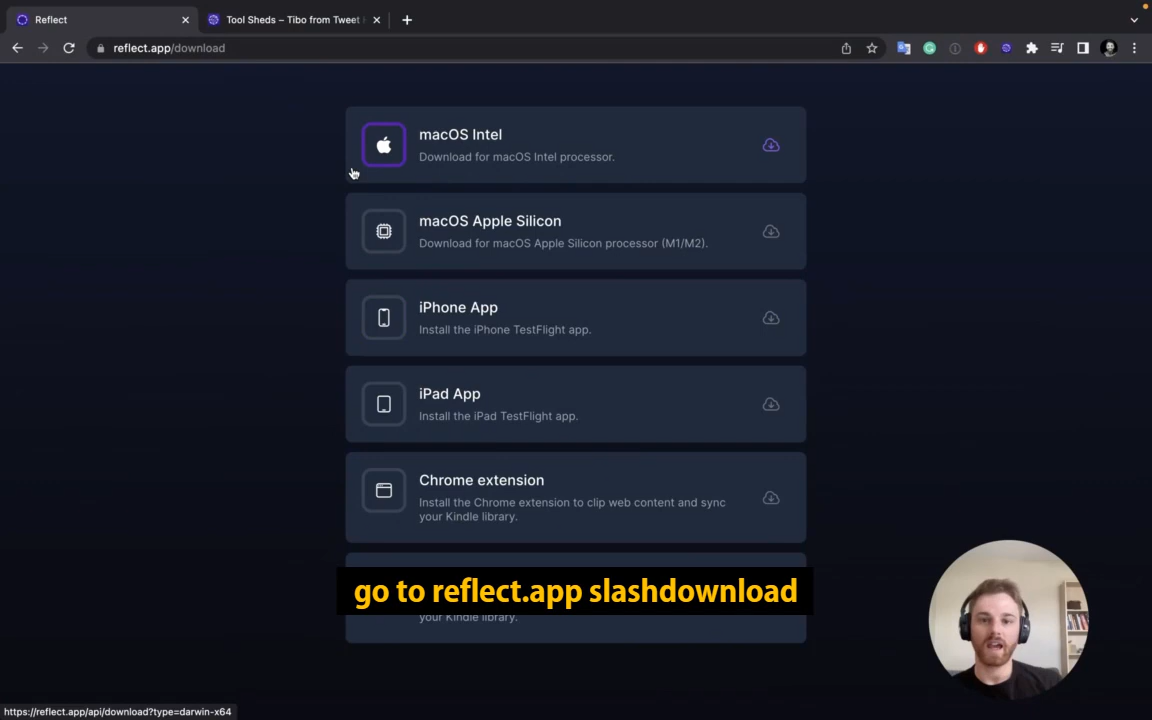 Reflect
Tool Sheds – Tibo from Tweet
reflect.app/download
macOS Intel
Download for macOS Intel processor.
macOS Apple Silicon
Download for macOS Apple Silicon processor (M1/M2).
iPhone App
Install the iPhone TestFlight app.
iPad App
Install the iPad TestFlight app.
Chrome extension
Install the Chrome extension to clip web content and sync
your Kindle library.
go to reflect.app slashdownload
your Kindle library.
https://reflect.app/api/download?type=darwin-x64